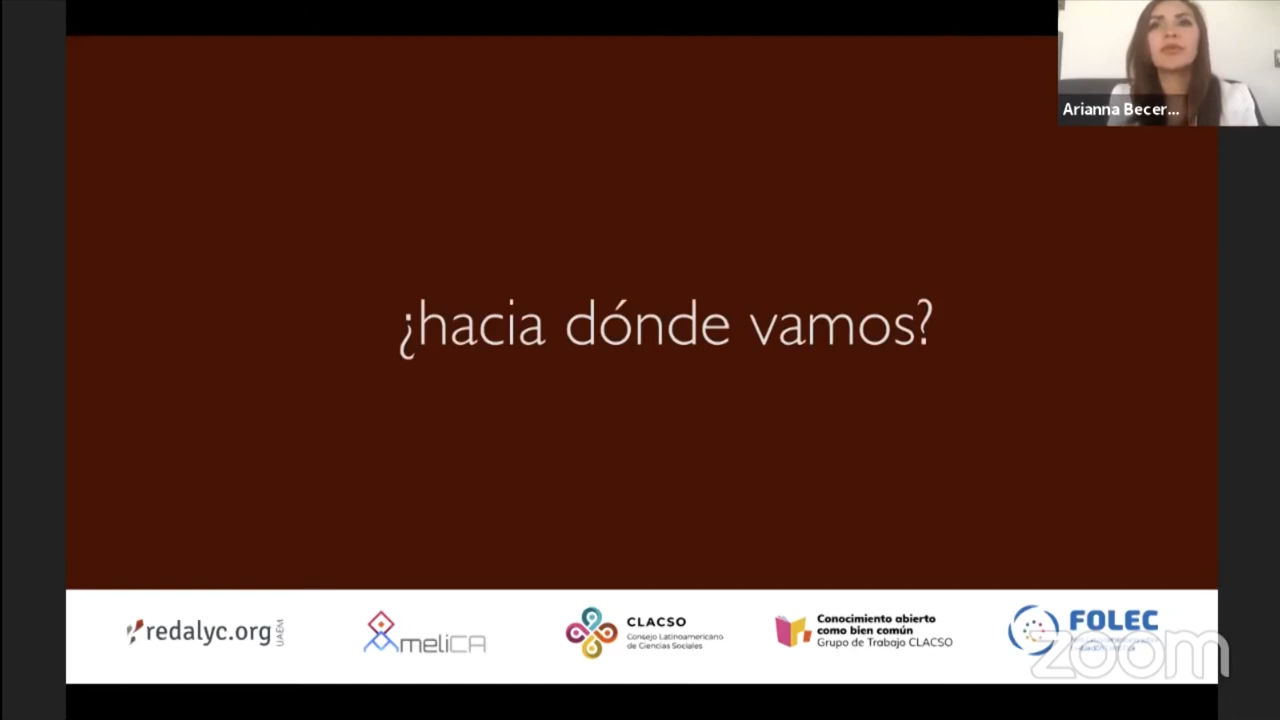 Arianna Becer...
¿hacia dónde vamos?
redalyc.org
UAEM
AmeliCA
CLACSO
Consejo Latinoamericano
de Ciencias Sociales
Conocimiento abierto
como bien común
Grupo de Trabajo CLACSO
FOLEC
zoom